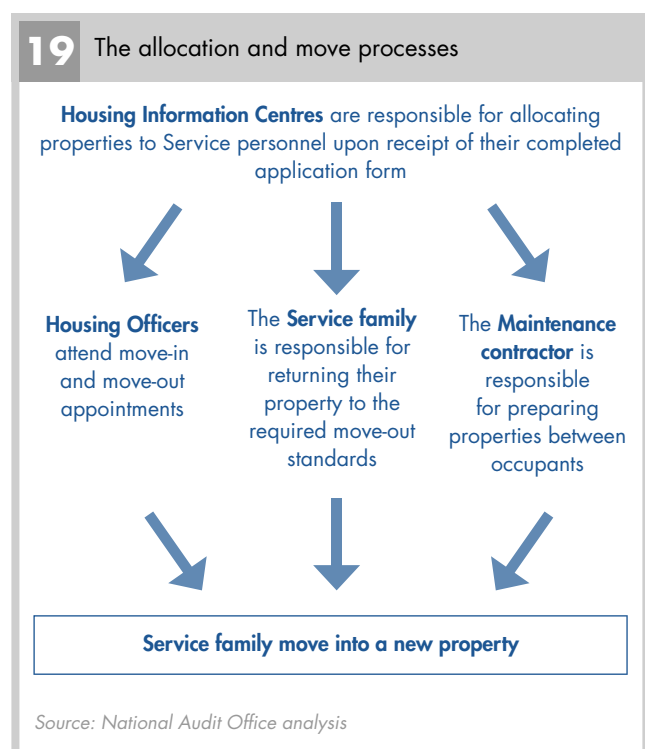 19 The allocation and move processes
Housing Information Centres are responsible for allocating
properties to Service personnel upon receipt of their completed
application form
Housing Officers
attend move-in
and move-out
appointments
The Service family
is responsible for
returning their
property to the
required move-out
standards
The Maintenance
contractor is
responsible
for preparing
properties between
occupants
Service family move into a new property
Source: National Audit Office analysis